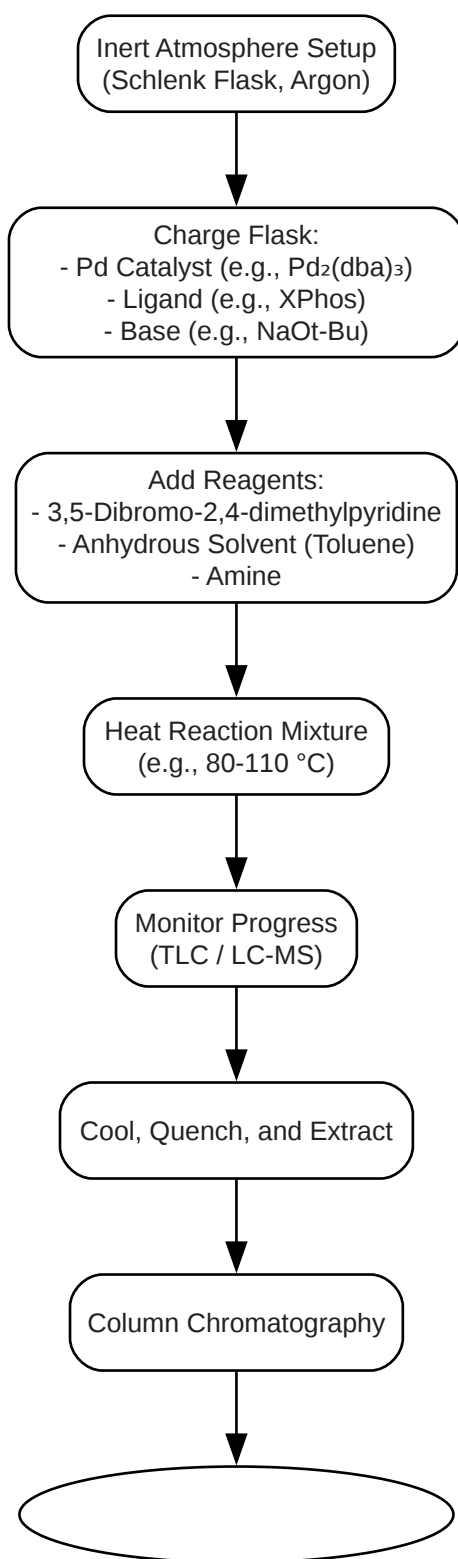 Inert Atmosphere Setup
(Schlenk Flask, Argon)
Charge Flask:
- Pd Catalyst (e.g., Pd₂(dba)₃)
- Ligand (e.g., XPhos)
- Base (e.g., NaOt-Bu)
Add Reagents:
- 3,5-Dibromo-2,4-dimethylpyridine
- Anhydrous Solvent (Toluene)
- Amine
Heat Reaction Mixture
(e.g., 80-110 °C)
Monitor Progress
(TLC / LC-MS)
Cool, Quench, and Extract
Column Chromatography